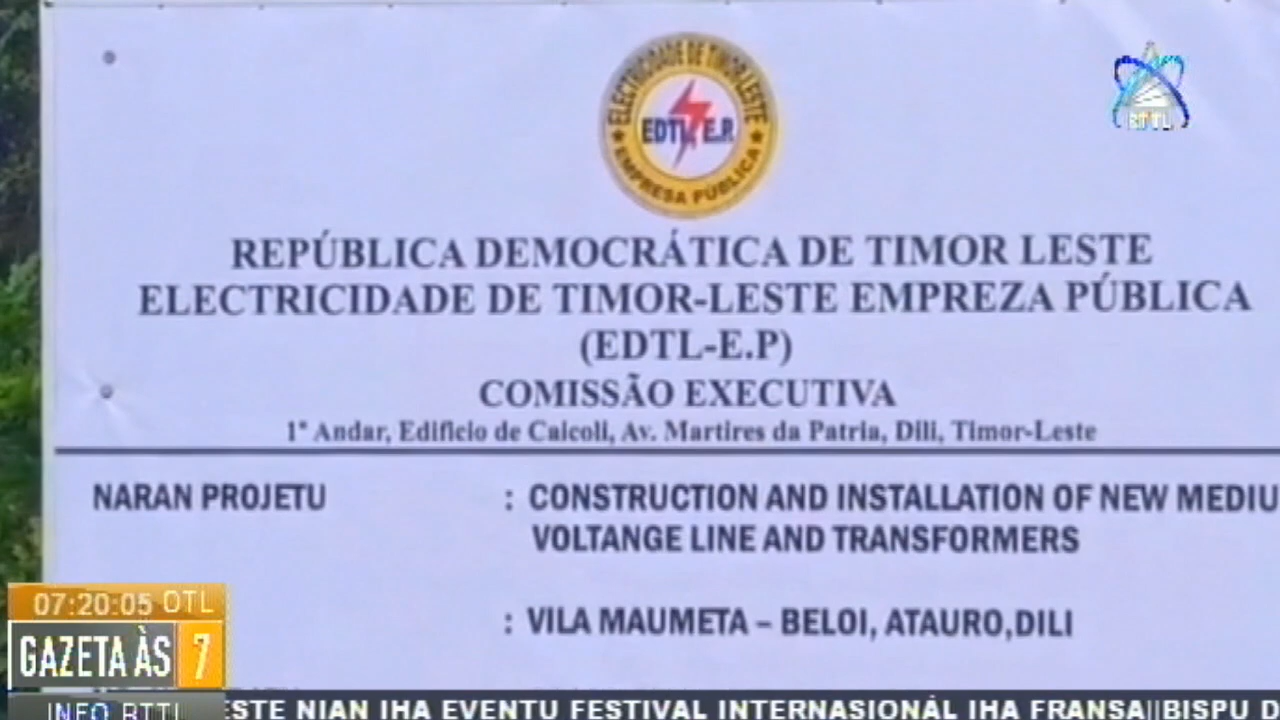 ELECTRICIDADE DE TIMOR LESTE
EDTL E.P
EMPRESA PÚBLICA
RTTL
REPÚBLICA DEMOCRÁTICA DE TIMOR LESTE
ELECTRICIDADE DE TIMOR-LESTE EMPREZA PÚBLICA
(EDTL-E.P)
COMISSÃO EXECUTIVA
1º Andar, Edificio de Caicoli, Av. Martires da Patria, Dili, Timor-Leste
NARAN PROJETU : CONSTRUCTION AND INSTALLATION OF NEW MEDIU
VOLTANGE LINE AND TRANSFORMERS
: VILA MAUMETA – BELOI, ATAURO,DILI
07:20:05 OTL
GAZETA ÀS 7
INFO RTTL ESTE NIAN IHA EVENTU FESTIVAL INTERNASIONÁL IHA FRANSA||BISPU D